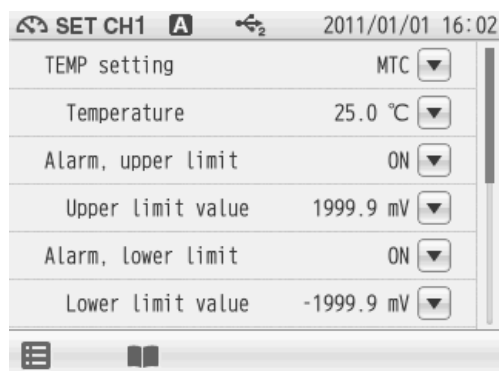 SET CH1 A 2 2011/01/01 16:02
TEMP setting MTC
Temperature 25.0 ℃
Alarm, upper limit ON
Upper limit value 1999.9 mV
Alarm, lower limit ON
Lower limit value -1999.9 mV